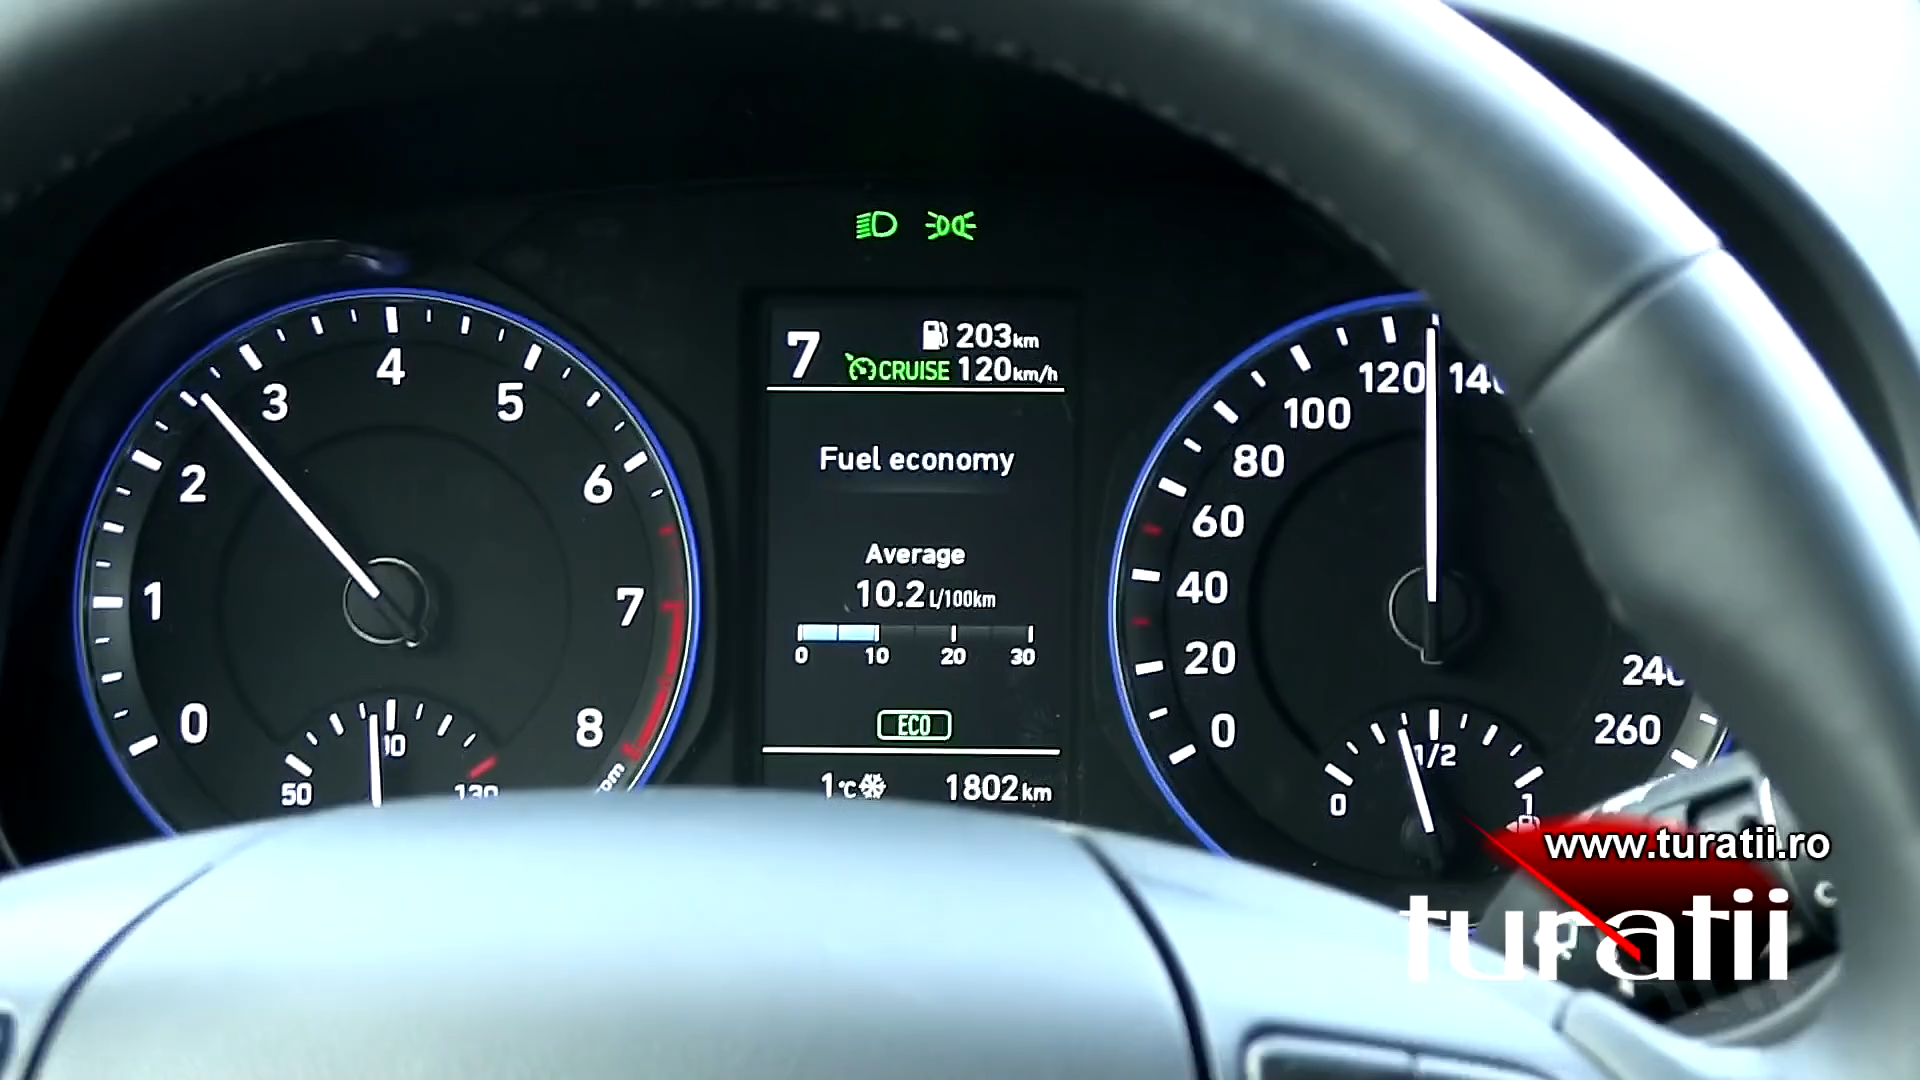 7
203km
CRUISE 120km/h
Fuel economy
Average
10.2 L/100km
0 10 20 30
ECO
1°C 1802km
0 1 2 3 4 5 6 7 8
50 130
0 20 40 60 80 100 120
260
0 1/2 1
www.turatii.ro
turatii